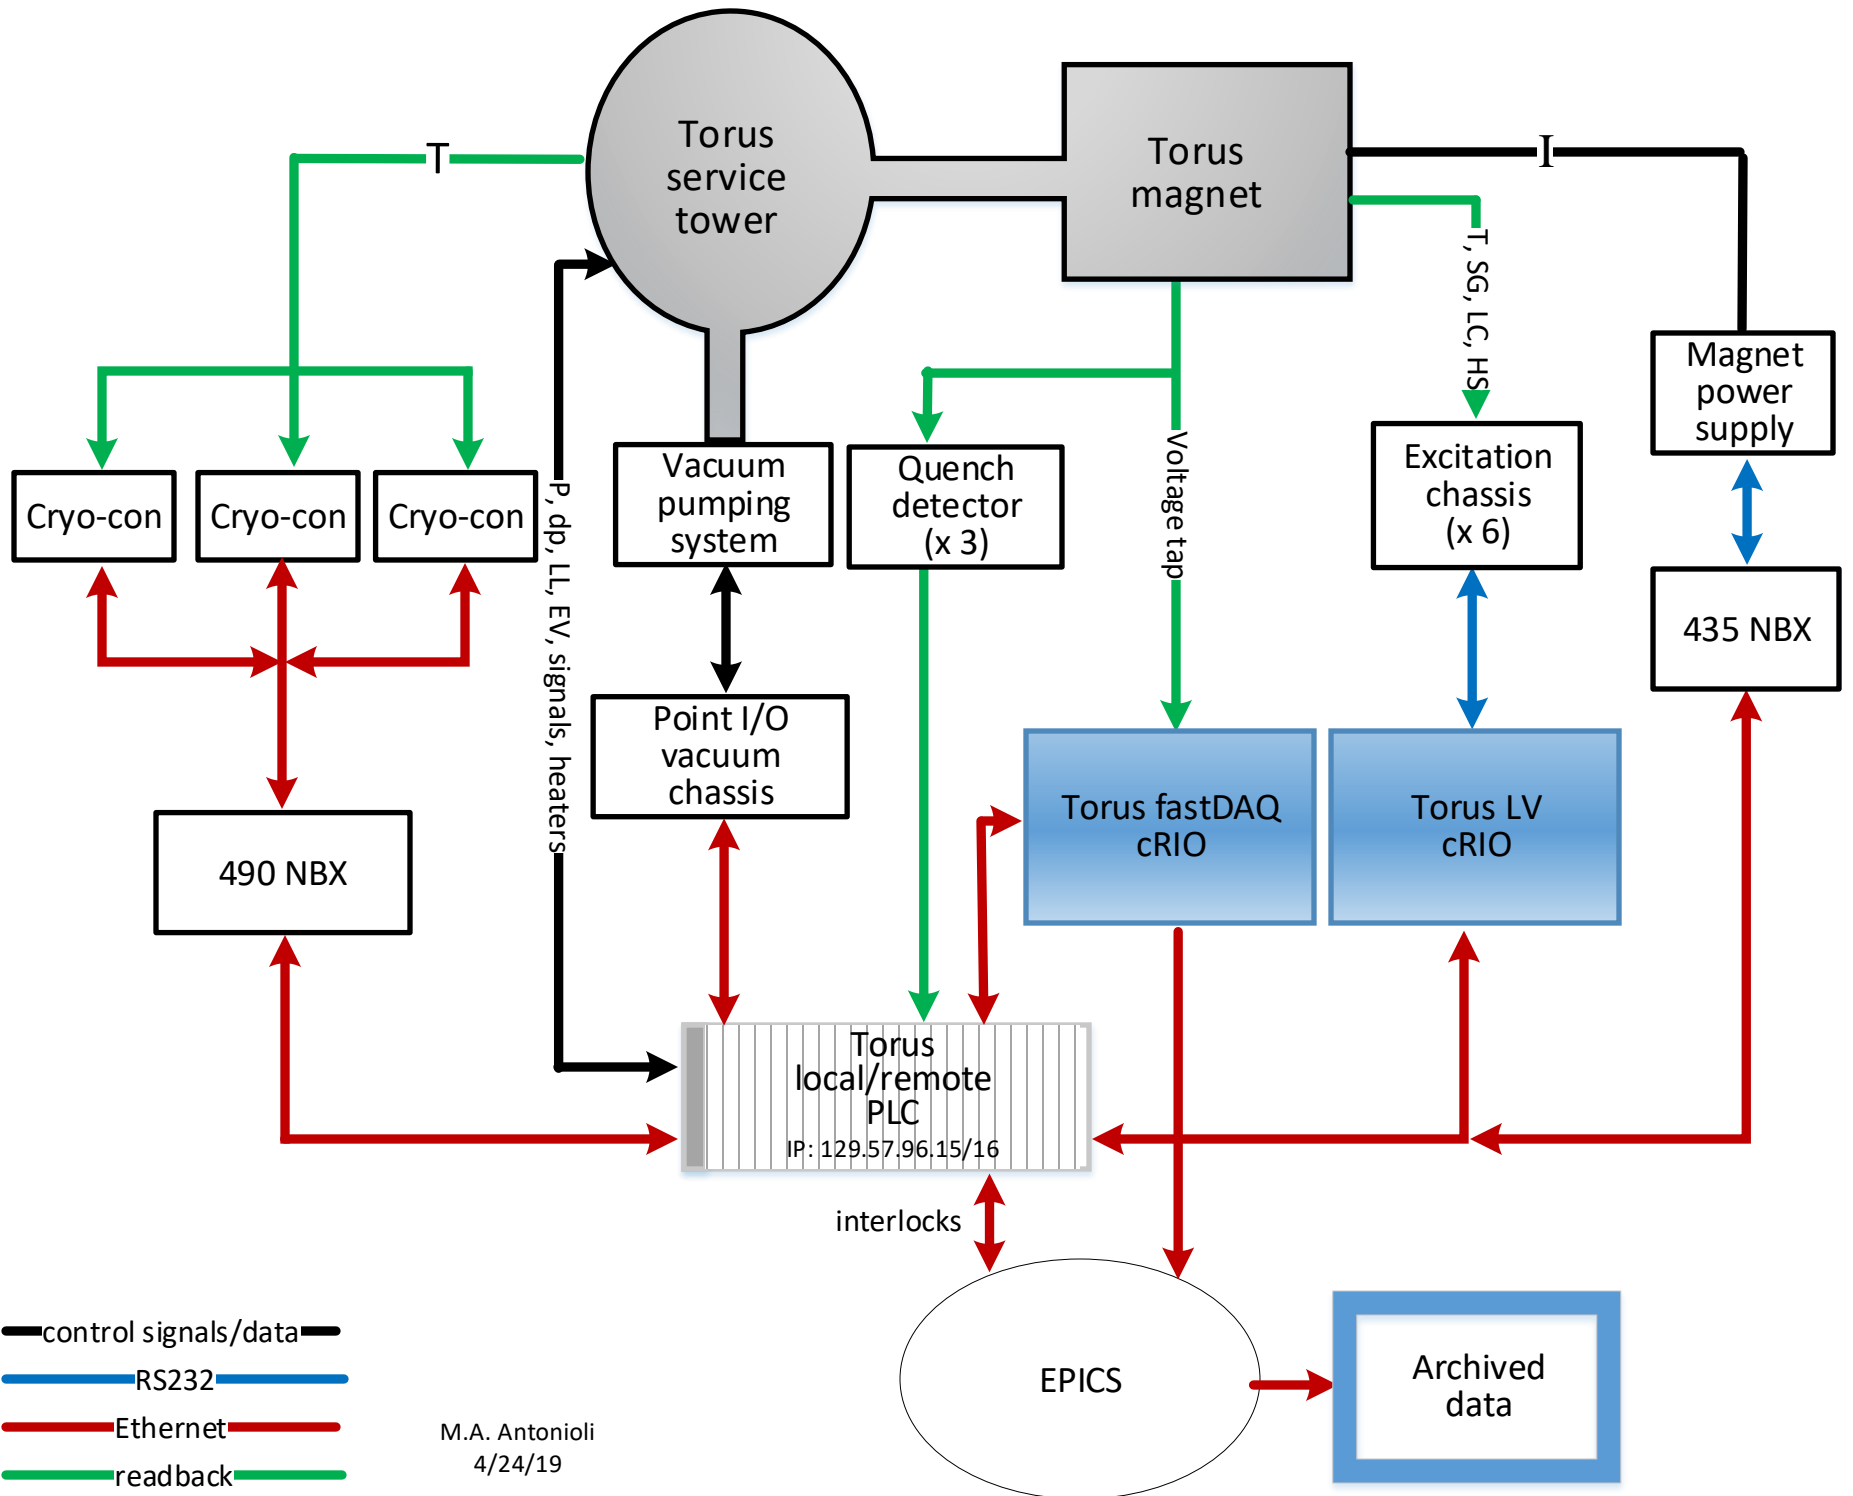 Torus
service
tower
Torus
magnet
T
I
T, SG, LC, HS
Magnet
power
supply
Cryo-con
Cryo-con
Cryo-con
P, dp, LL, EV, signals, heaters
Vacuum
pumping
system
Quench
detector
(x 3)
Voltage tap
Excitation
chassis
(x 6)
435 NBX
Point I/O
vacuum
chassis
490 NBX
Torus fastDAQ
cRIO
Torus LV
cRIO
Torus
local/remote
PLC
IP: 129.57.96.15/16
interlocks
EPICS
Archived
data
control signals/data
RS232
Ethernet
readback
M.A. Antonioli
4/24/19